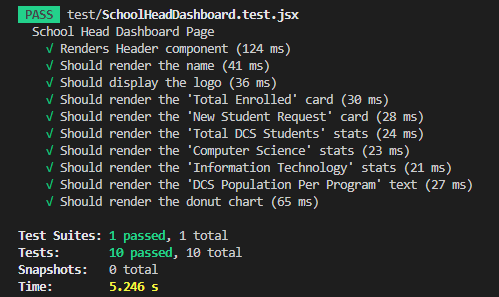 PASS test/SchoolHeadDashboard.test.jsx
School Head Dashboard Page
√ Renders Header component (124 ms)
√ Should render the name (41 ms)
√ Should display the logo (36 ms)
√ Should render the 'Total Enrolled' card (30 ms)
√ Should render the 'New Student Request' card (28 ms)
√ Should render the 'Total DCS Students' stats (24 ms)
√ Should render the 'Computer Science' stats (23 ms)
√ Should render the 'Information Technology' stats (21 ms)
√ Should render the 'DCS Population Per Program' text (27 ms)
√ Should render the donut chart (65 ms)
Test Suites: 1 passed, 1 total
Tests: 10 passed, 10 total
Snapshots: 0 total
Time: 5.246 s